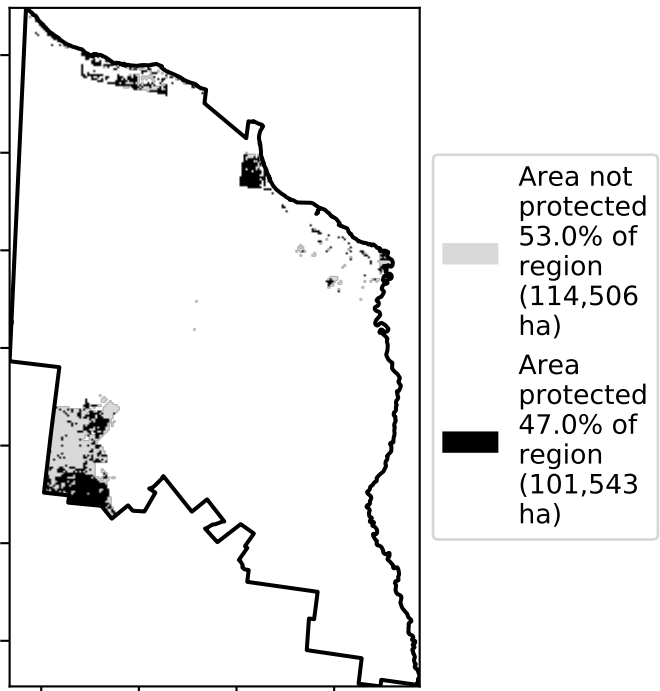 Area not
protected
53.0% of
region
(114,506
ha)
Area
protected
47.0% of
region
(101,543
ha)